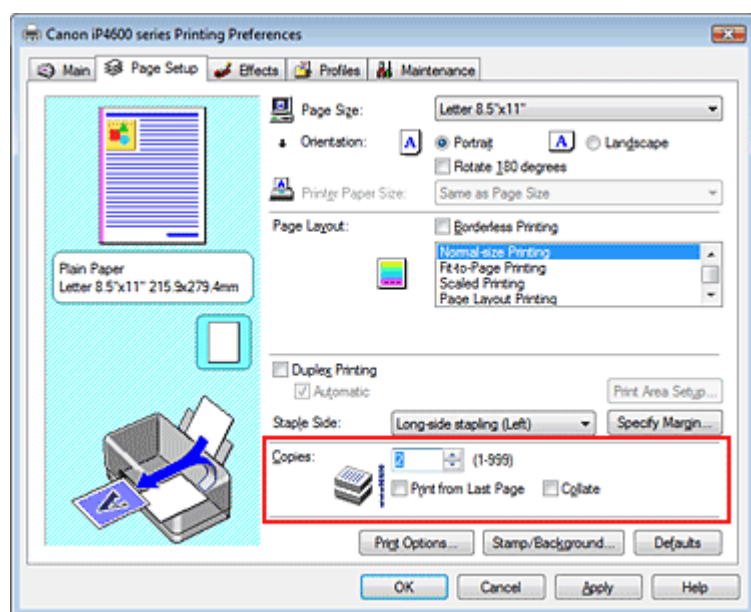 Canon iP4600 series Printing Preferences
Main Page Setup Effects Profiles Maintenance
Page Size: Letter 8.5"x11"
Orientation: A Portrait A Landscape
Rotate 180 degrees
Printer Paper Size: Same as Page Size
Page Layout: Borderless Printing
Normal-size Printing
Fit-to-Page Printing
Scaled Printing
Page Layout Printing
Plain Paper
Letter 8.5"x11" 215.9x279.4mm
Duplex Printing
Automatic
Print Area Setup...
Staple Side: Long-side stapling (Left) Specify Margin...
Copies: 2 (1-999)
Print from Last Page Collate
Print Options... Stamp/Background... Defaults
OK Cancel Apply Help